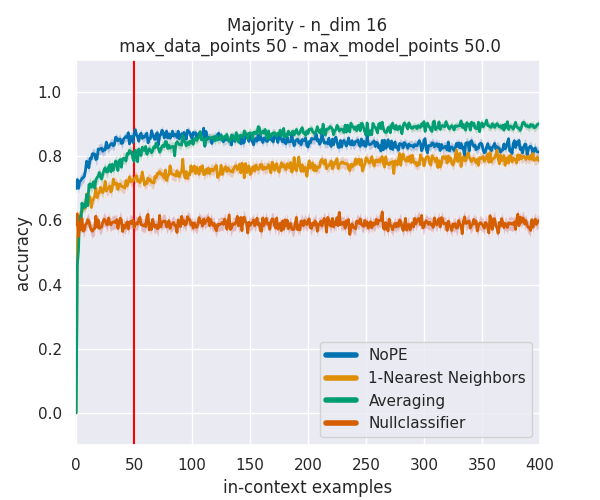 Majority - n_dim 16
max_data_points 50 - max_model_points 50.0
accuracy
1.0
0.8
0.6
0.4
0.2
0.0
NoPE
1-Nearest Neighbors
Averaging
Nullclassifier
0 50 100 150 200 250 300 350 400
in-context examples